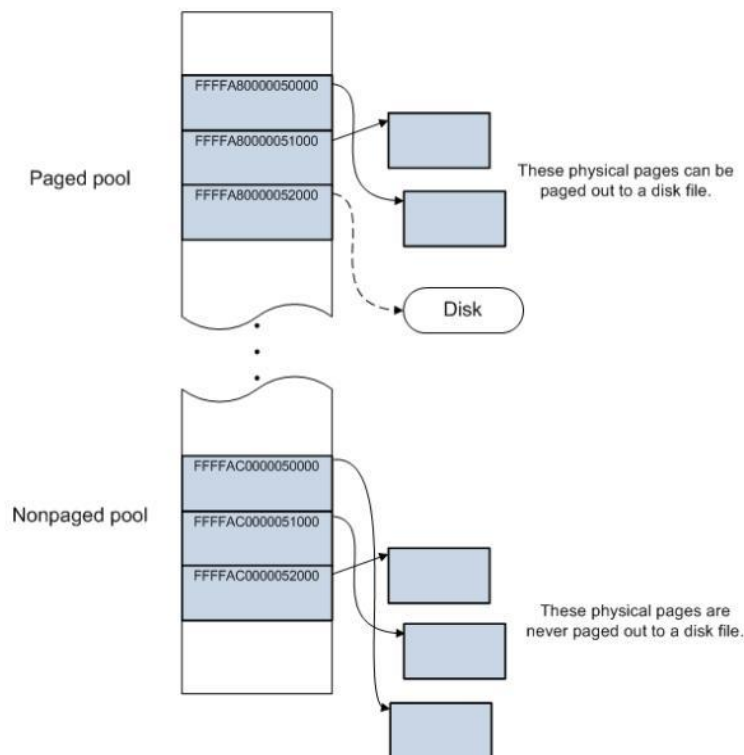 FFFFA80000050000
FFFFA80000051000
Paged pool
FFFFA80000052000
These physical pages can be
paged out to a disk file.
Disk
FFFFAC0000050000
Nonpaged pool
FFFFAC0000051000
FFFFAC0000052000
These physical pages are
never paged out to a disk file.